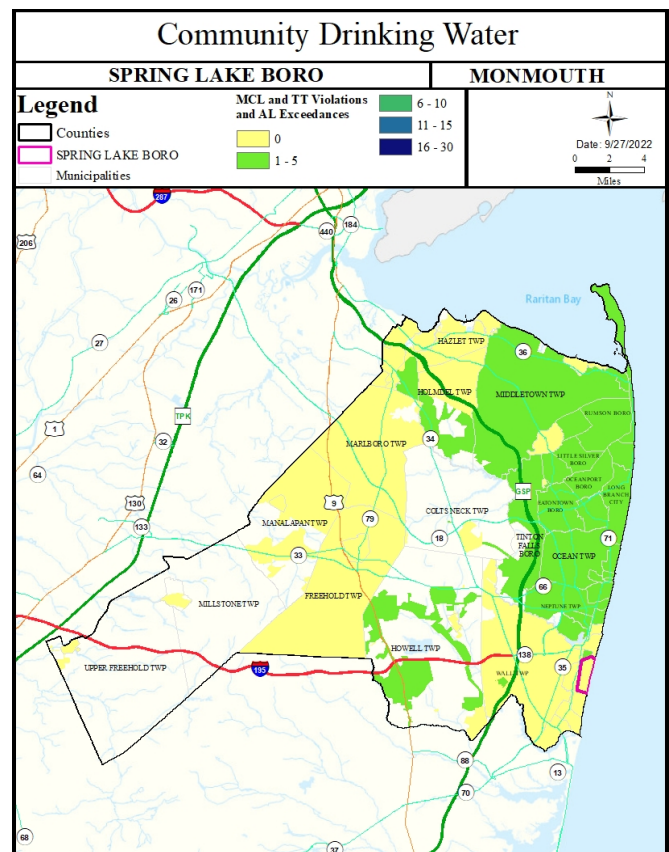 Community Drinking Water
SPRING LAKE BORO
MONMOUTH
Legend
Counties
SPRING LAKE BORO
Municipalities
MCL and TT Violations
and AL Exceedances
0
1 - 5
6 - 10
11 - 15
16 - 30
N
Date: 9/27/2022
0 2 4
Miles
287
206
440
184
171
26
Raritan Bay
27
HAZLET TWP
36
HOLMDEL TWP
MIDDLETOWN TWP
TPK
RUMSON BORO
1
32
34
MARLBORO TWP
LITTLE SILVER
BORO
64
OCEANPORT
BORO
GSP
LONG
BRANCH
CITY
130
9
EATONTOWN
BORO
133
79
COLTS NECK TWP
MANALAPAN TWP
18
TINTON
FALLS
BORO
71
33
OCEAN TWP
66
MILLSTONE TWP
FREEHOLD TWP
NEPTUNE TWP
HOWELL TWP
138
35
UPPER FREEHOLD TWP
195
WALL TWP
88
13
70
68
37